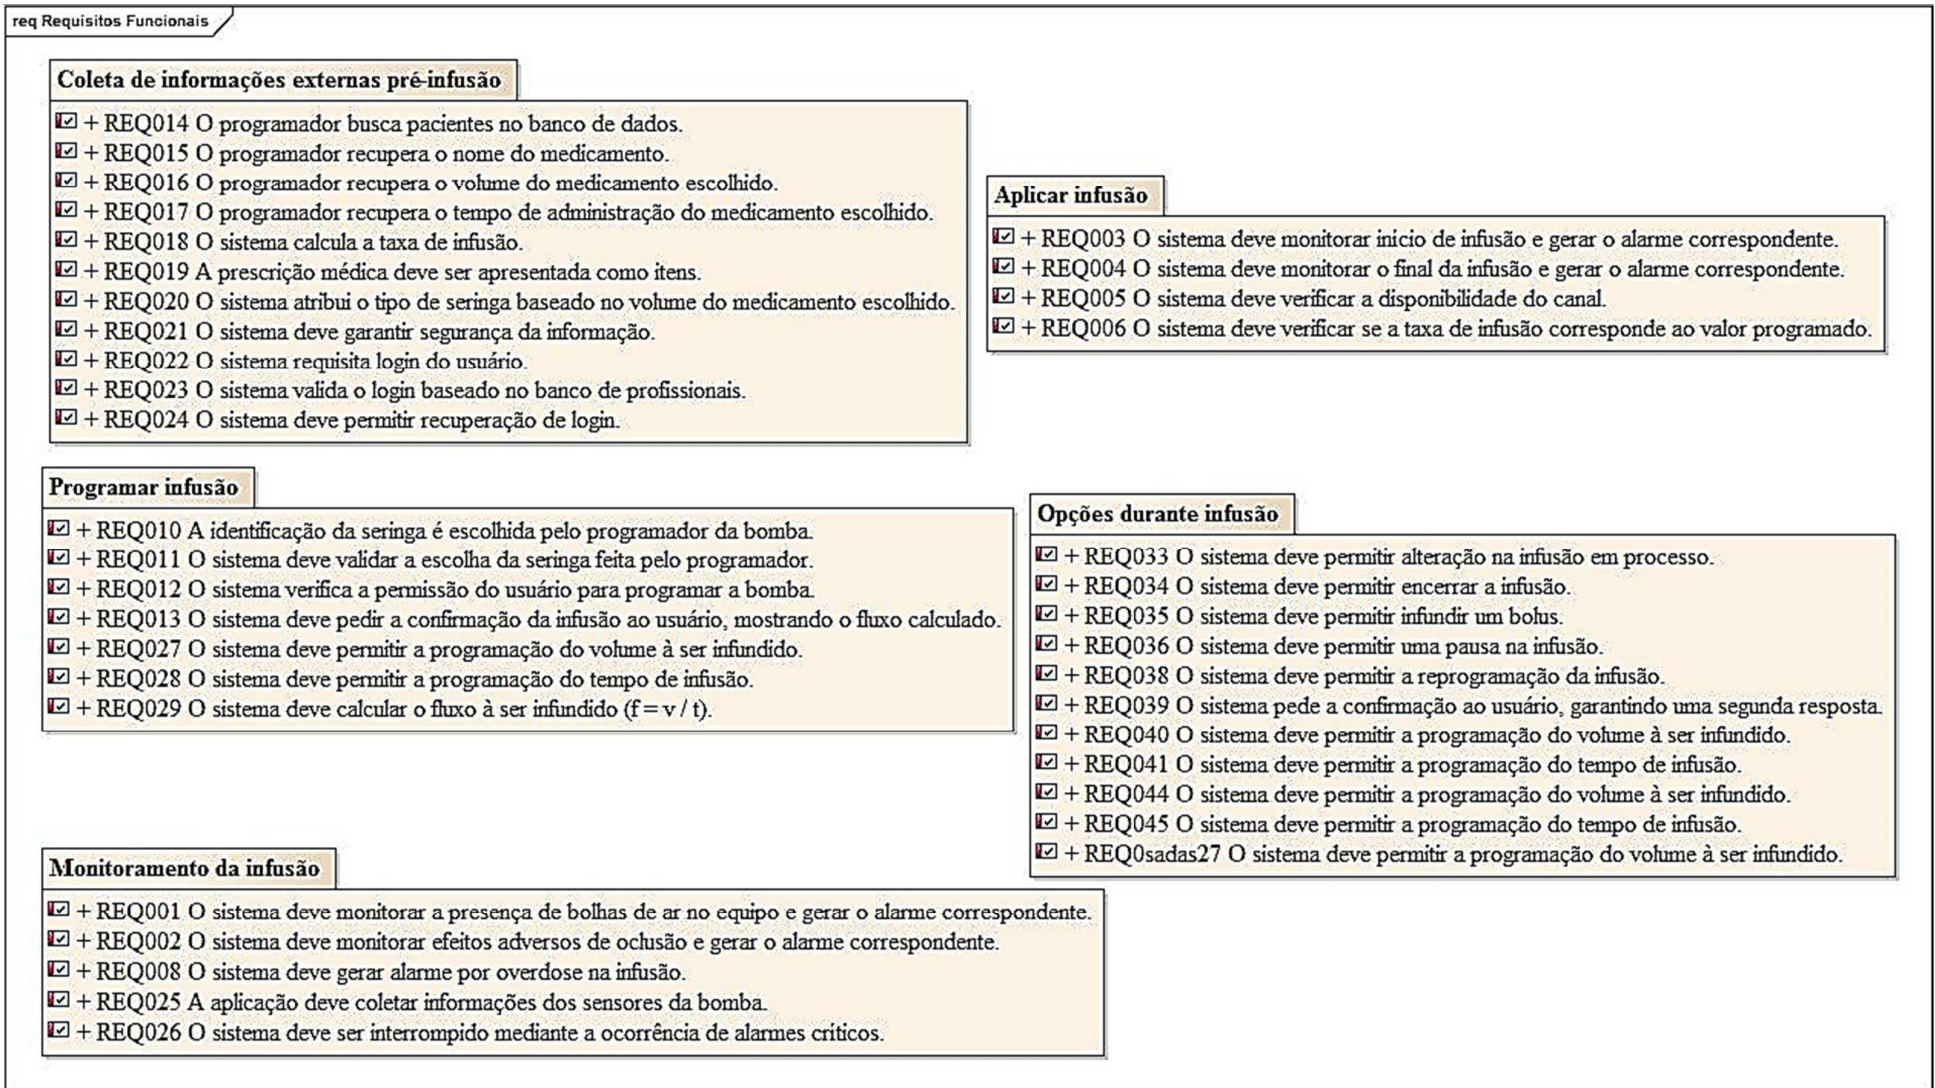 req Requisitos Funcionais
Coleta de informações externas pré-infusão
+ REQ014 O programador busca pacientes no banco de dados.
+ REQ015 O programador recupera o nome do medicamento.
+ REQ016 O programador recupera o volume do medicamento escolhido.
+ REQ017 O programador recupera o tempo de administração do medicamento escolhido.
+ REQ018 O sistema calcula a taxa de infusão.
+ REQ019 A prescrição médica deve ser apresentada como itens.
+ REQ020 O sistema atribui o tipo de seringa baseado no volume do medicamento escolhido.
+ REQ021 O sistema deve garantir segurança da informação.
+ REQ022 O sistema requisita login do usuário.
+ REQ023 O sistema valida o login baseado no banco de profissionais.
+ REQ024 O sistema deve permitir recuperação de login.
Aplicar infusão
+ REQ003 O sistema deve monitorar início de infusão e gerar o alarme correspondente.
+ REQ004 O sistema deve monitorar o final da infusão e gerar o alarme correspondente.
+ REQ005 O sistema deve verificar a disponibilidade do canal.
+ REQ006 O sistema deve verificar se a taxa de infusão corresponde ao valor programado.
Programar infusão
+ REQ010 A identificação da seringa é escolhida pelo programador da bomba.
+ REQ011 O sistema deve validar a escolha da seringa feita pelo programador.
+ REQ012 O sistema verifica a permissão do usuário para programar a bomba.
+ REQ013 O sistema deve pedir a confirmação da infusão ao usuário, mostrando o fluxo calculado.
+ REQ027 O sistema deve permitir a programação do volume à ser infundido.
+ REQ028 O sistema deve permitir a programação do tempo de infusão.
+ REQ029 O sistema deve calcular o fluxo à ser infundido (f = v / t).
Opções durante infusão
+ REQ033 O sistema deve permitir alteração na infusão em processo.
+ REQ034 O sistema deve permitir encerrar a infusão.
+ REQ035 O sistema deve permitir infundir um bolus.
+ REQ036 O sistema deve permitir uma pausa na infusão.
+ REQ038 O sistema deve permitir a reprogramação da infusão.
+ REQ039 O sistema pede a confirmação ao usuário, garantindo uma segunda resposta.
+ REQ040 O sistema deve permitir a programação do volume à ser infundido.
+ REQ041 O sistema deve permitir a programação do tempo de infusão.
+ REQ044 O sistema deve permitir a programação do volume à ser infundido.
+ REQ045 O sistema deve permitir a programação do tempo de infusão.
+ REQ0sadas27 O sistema deve permitir a programação do volume à ser infundido.
Monitoramento da infusão
+ REQ001 O sistema deve monitorar a presença de bolhas de ar no equipo e gerar o alarme correspondente.
+ REQ002 O sistema deve monitorar efeitos adversos de oclusão e gerar o alarme correspondente.
+ REQ008 O sistema deve gerar alarme por overdose na infusão.
+ REQ025 A aplicação deve coletar informações dos sensores da bomba.
+ REQ026 O sistema deve ser interrompido mediante a ocorrência de alarmes críticos.